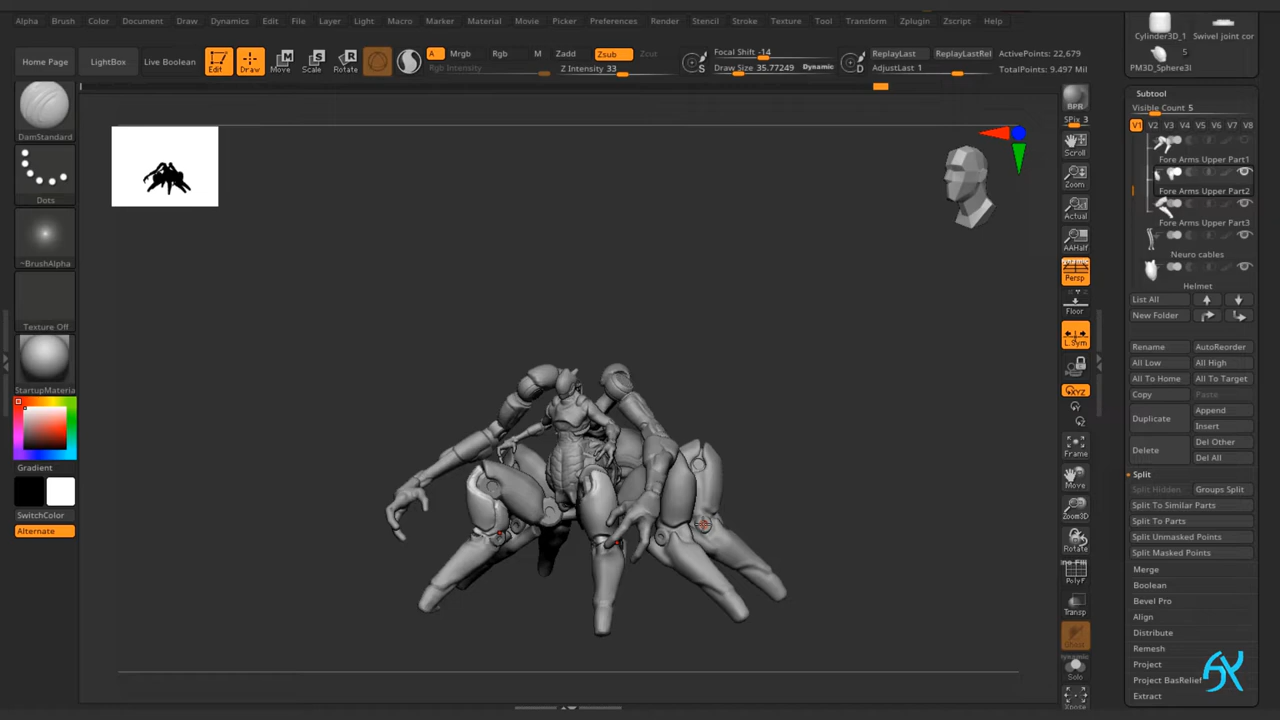 Alpha Brush Color Document Draw Dynamics Edit File Layer Light Macro Marker Material Movie Picker Preferences Render Stencil Stroke Texture Tool Transform Zplugin Zscript Help
Home Page LightBox Live Boolean Edit Draw Move Scale Rotate A Mrgb Rgb M Zadd Zsub Zcut Focal Shift -14 ReplayLast ReplayLastRel ActivePoints: 22,679
Rgb Intensity Z Intensity 33 Draw Size 35.77249 Dynamic AdjustLast 1 TotalPoints: 9.497 Mil
S
D
Cylinder3D_1 Swivel joint cor
5
PM3D_Sphere3I
DamStandard
Dots
~BrushAlpha
Texture Off
StartupMateria
Gradient
SwitchColor
Alternate
BPR
SPix 3
Scroll
Zoom
Actual
AAHalf
Dynamic
Persp
Floor
L.Sym
XYZ
Frame
Move
Zoom3D
Rotate
PolyF
Transp
Ghost
Dynamic
Solo
Xpose
Subtool
Visible Count 5
V1 V2 V3 V4 V5 V6 V7 V8
Fore Arms Upper Part1
Fore Arms Upper Part2
Fore Arms Upper Part3
Neuro cables
Helmet
List All
New Folder
Rename AutoReorder
All Low All High
All To Home All To Target
Copy Paste
Duplicate Append
Insert
Delete Del Other
Del All
Split
Split Hidden Groups Split
Split To Similar Parts
Split To Parts
Split Unmasked Points
Split Masked Points
Merge
Boolean
Bevel Pro
Align
Distribute
Remesh
Project
Project BasRelief
Extract